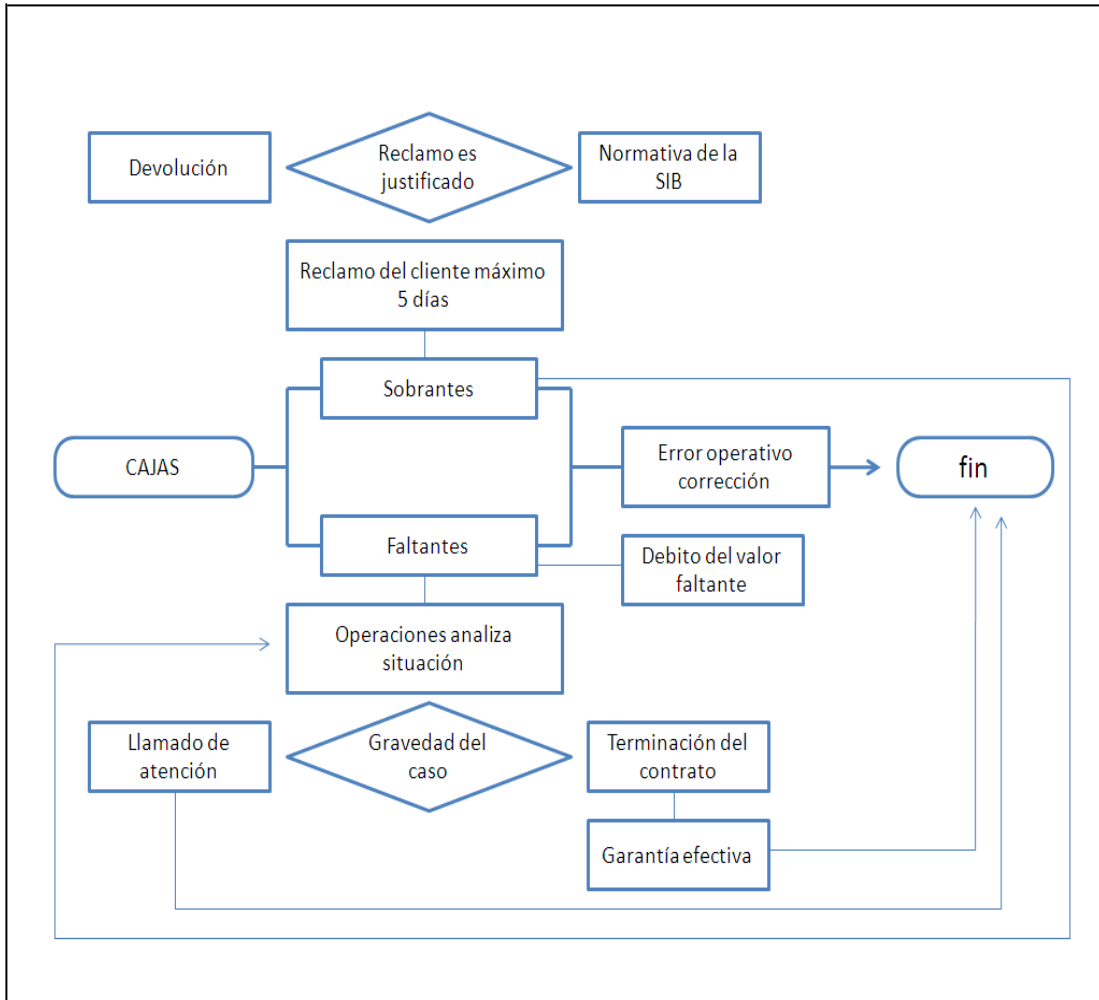 Devolución
Reclamo es
justificado
Normativa de la
SIB
Reclamo del cliente máximo
5 días
Sobrantes
CAJAS
Error operativo
corrección
fin
Faltantes
Debito del valor
faltante
Operaciones analiza
situación
Llamado de
atención
Gravedad del
caso
Terminación del
contrato
Garantía efectiva